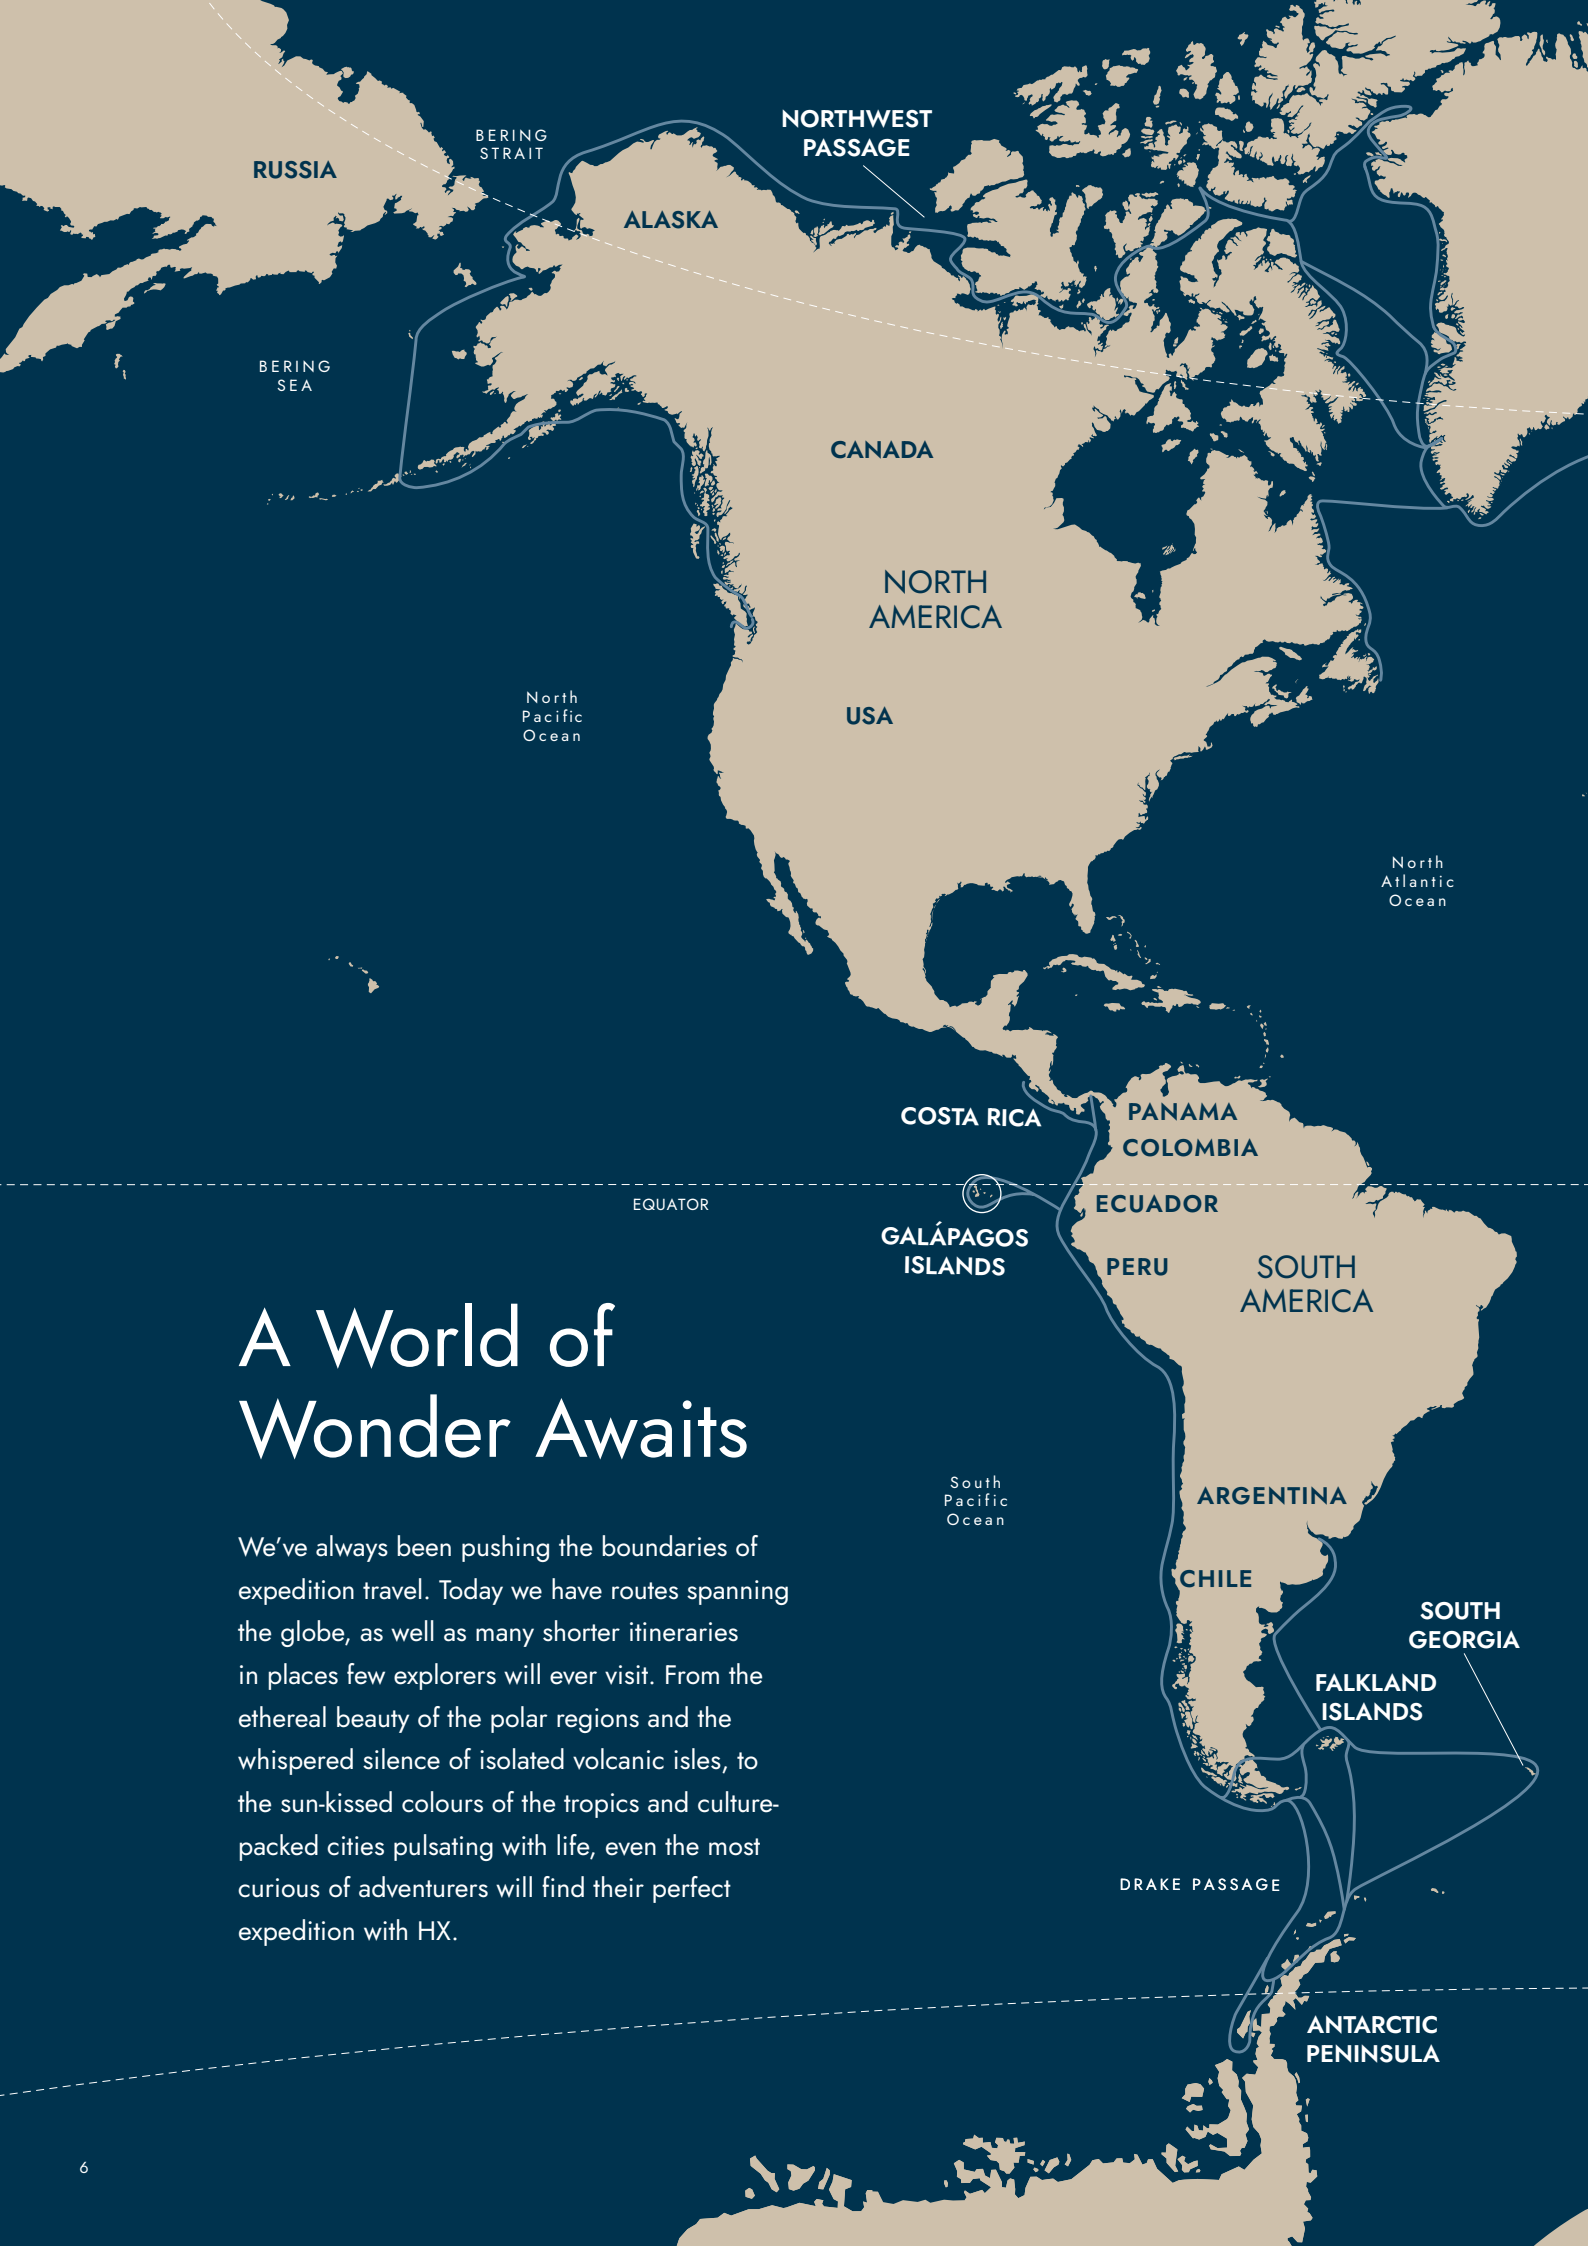 NORTHWEST
PASSAGE
BERING
STRAIT
RUSSIA
ALASKA
BERING
SEA
CANADA
NORTH
AMERICA
North
Pacific
Ocean
USA
North
Atlantic
Ocean
COSTA RICA
PANAMA
COLOMBIA
EQUATOR
ECUADOR
GALÁPAGOS
ISLANDS
PERU
SOUTH
AMERICA
A World of
Wonder Awaits
South
Pacific
Ocean
ARGENTINA
CHILE
We’ve always been pushing the boundaries of
expedition travel. Today we have routes spanning
the globe, as well as many shorter itineraries
in places few explorers will ever visit. From the
ethereal beauty of the polar regions and the
whispered silence of isolated volcanic isles, to
the sun-kissed colours of the tropics and culture-
packed cities pulsating with life, even the most
curious of adventurers will find their perfect
expedition with HX.
SOUTH
GEORGIA
FALKLAND
ISLANDS
DRAKE PASSAGE
ANTARCTIC
PENINSULA
6